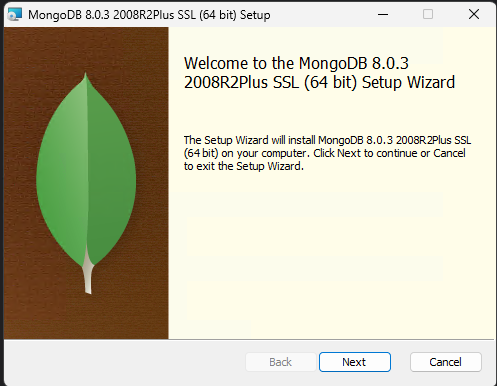 MongoDB 8.0.3 2008R2Plus SSL (64 bit) Setup
Welcome to the MongoDB 8.0.3
2008R2Plus SSL (64 bit) Setup Wizard
The Setup Wizard will install MongoDB 8.0.3 2008R2Plus SSL
(64 bit) on your computer. Click Next to continue or Cancel
to exit the Setup Wizard.
Back Next Cancel